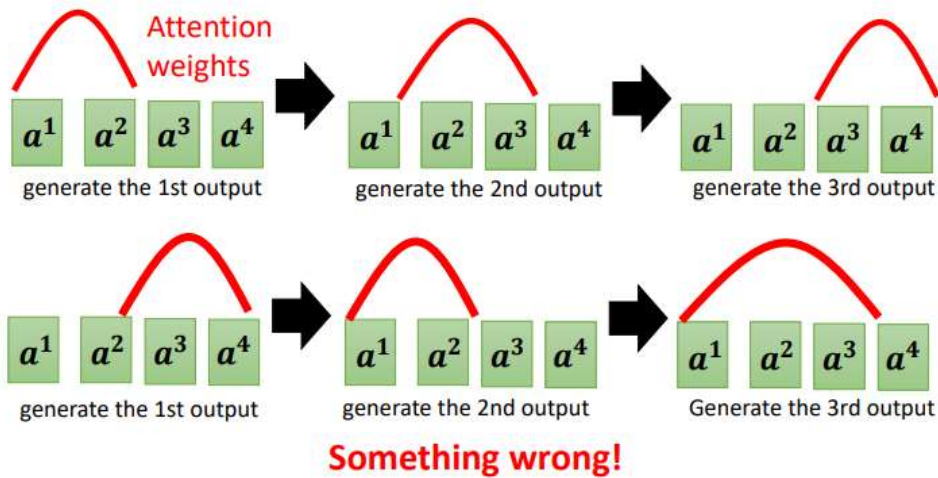 Attention
weights
a¹ a² a³ a⁴
generate the 1st output
a¹ a² a³ a⁴
generate the 2nd output
a¹ a² a³ a⁴
generate the 3rd output
a¹ a² a³ a⁴
generate the 1st output
a¹ a² a³ a⁴
generate the 2nd output
a¹ a² a³ a⁴
Generate the 3rd output
Something wrong!